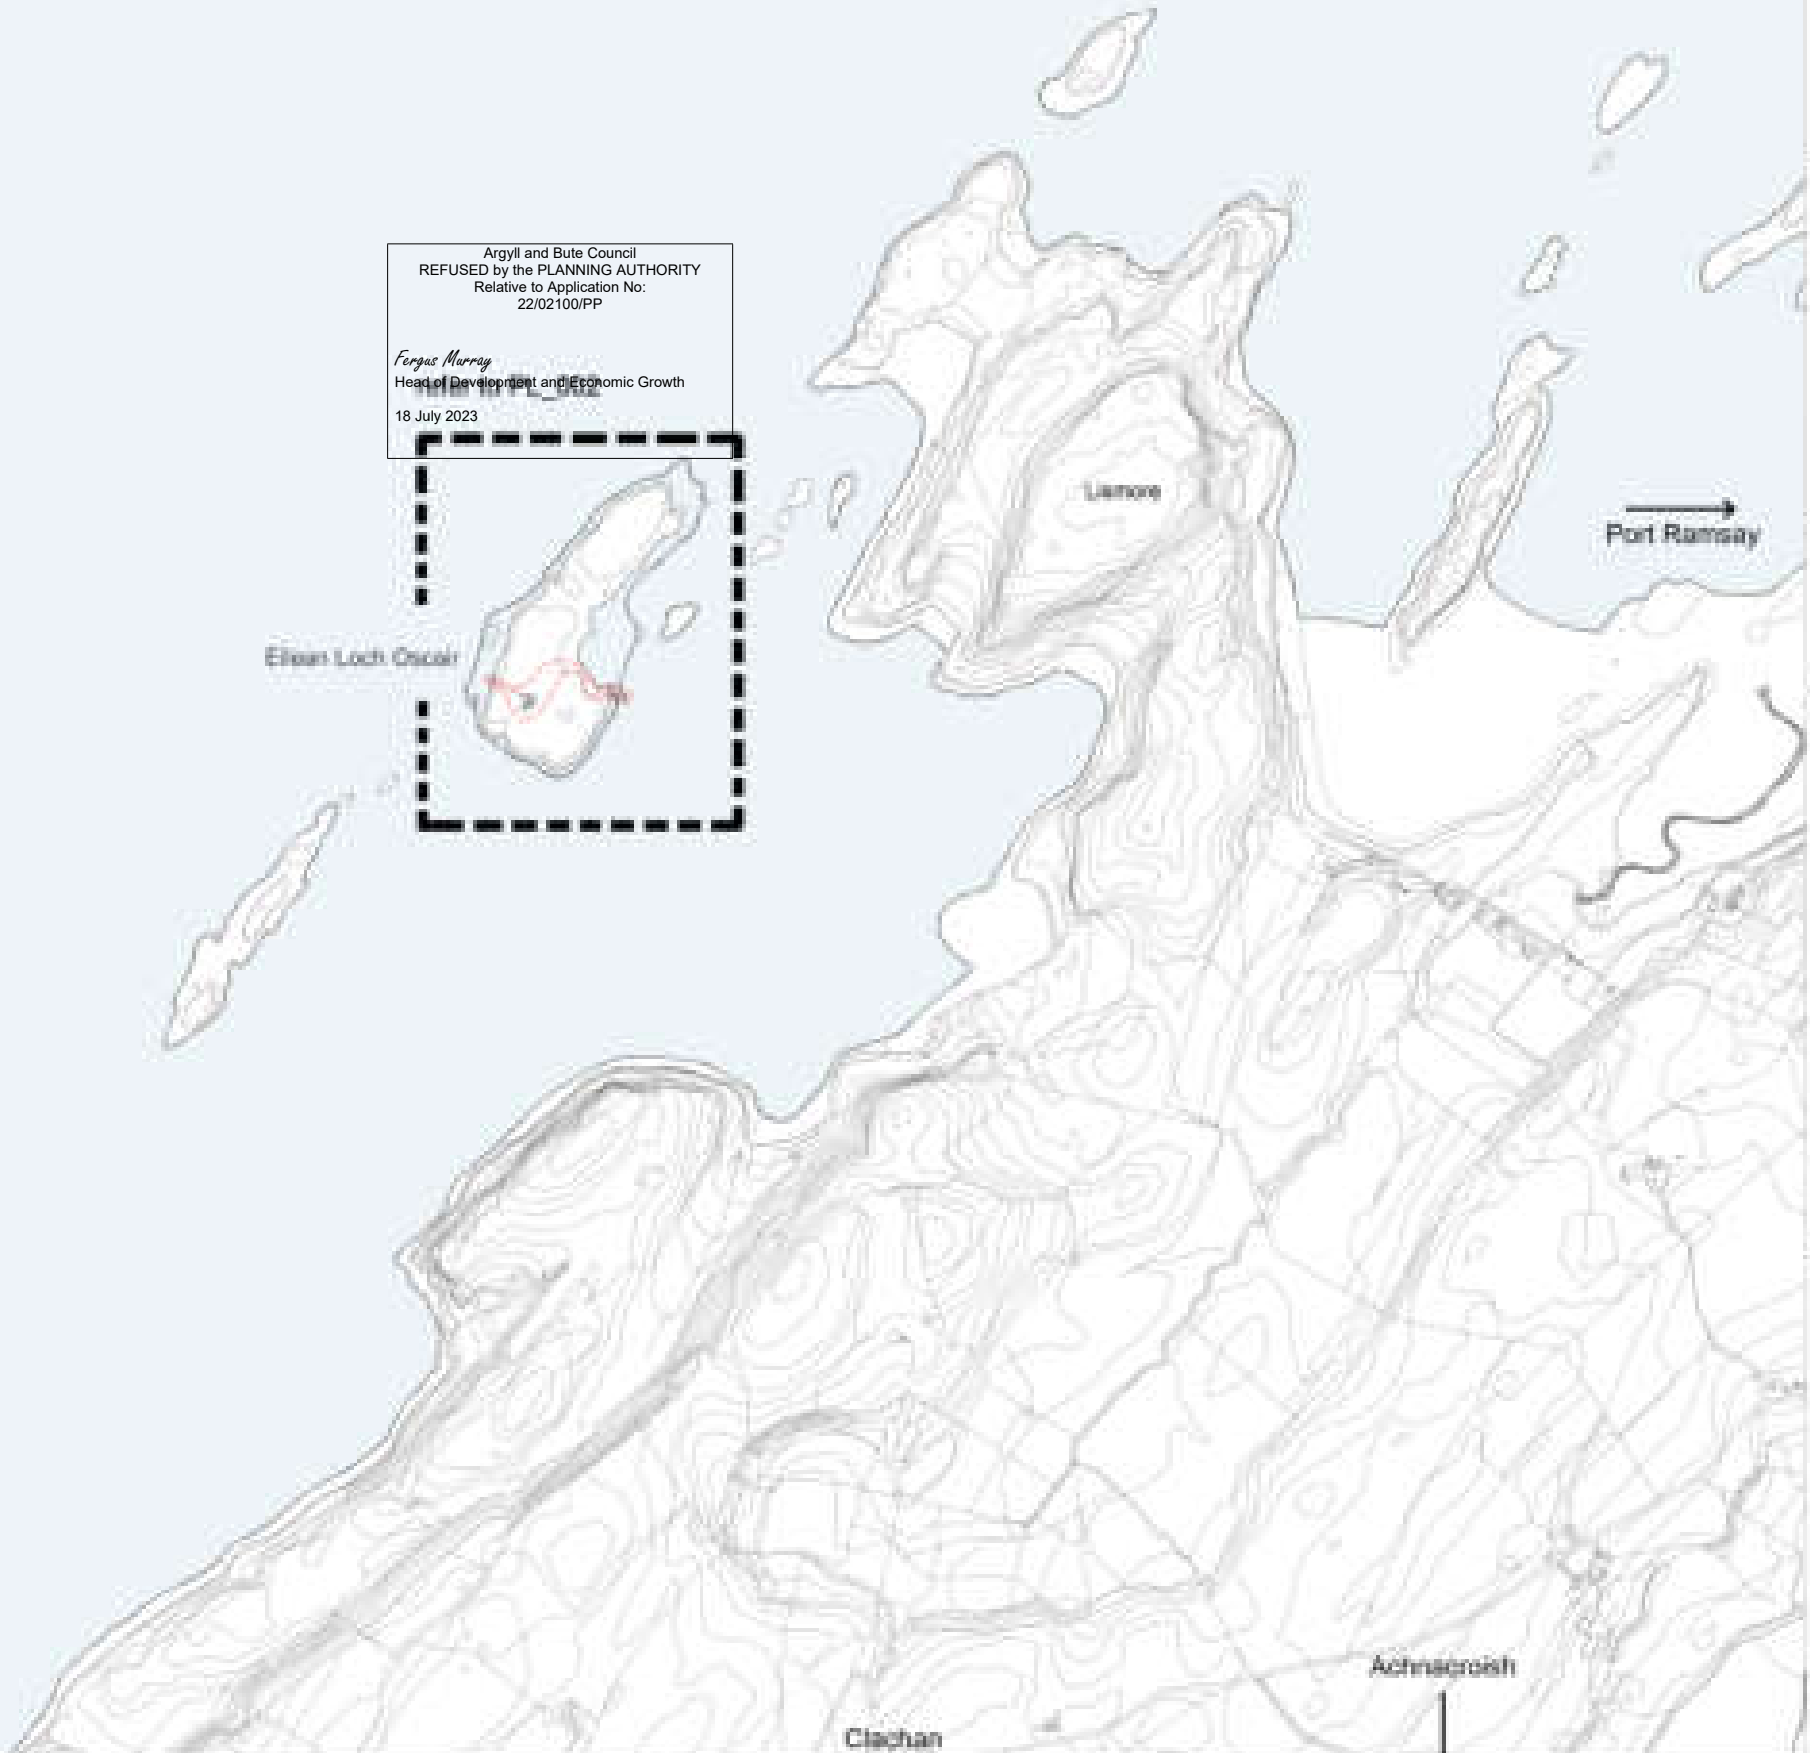 Argyll and Bute Council
REFUSED by the PLANNING AUTHORITY
Relative to Application No:
22/02100/PP
Fergus Murray
Head of Development and Economic Growth
PL_002
18 July 2023
Lismore
Port Ramsay
Eilean Loch Oscair
Achnacroish
Clachan